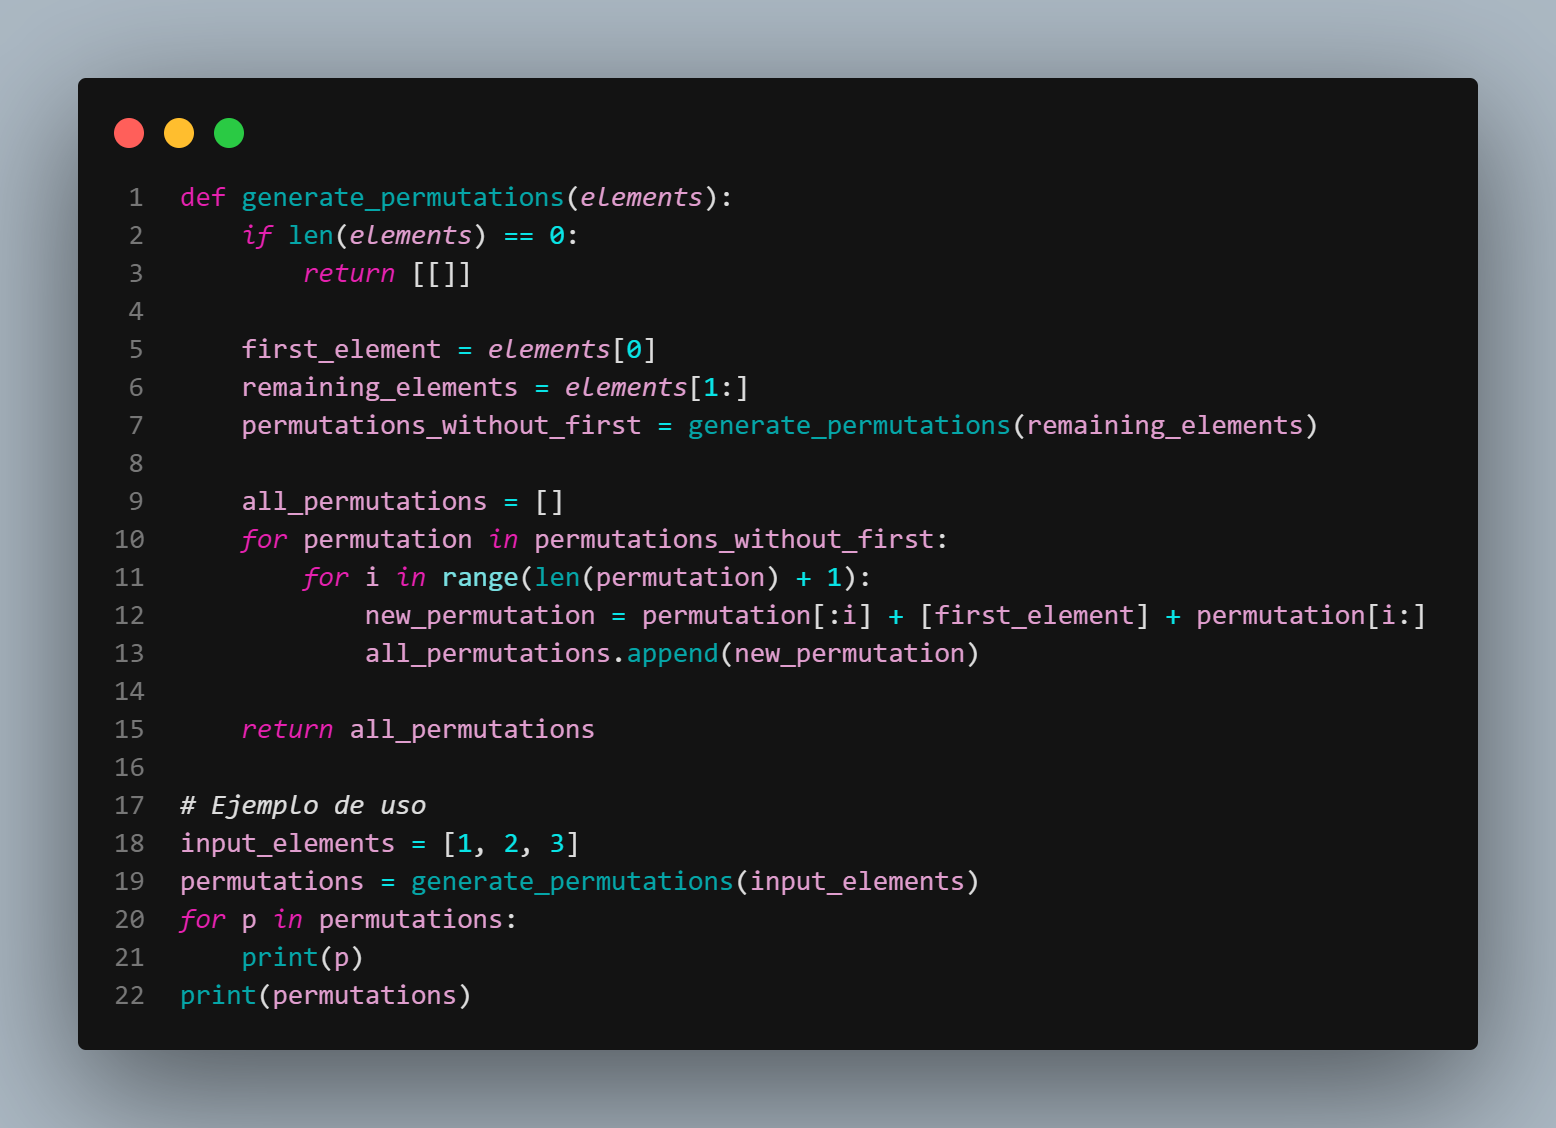 1 def generate_permutations(elements):
2     if len(elements) == 0:
3         return [[]]
4
5     first_element = elements[0]
6     remaining_elements = elements[1:]
7     permutations_without_first = generate_permutations(remaining_elements)
8
9     all_permutations = []
10     for permutation in permutations_without_first:
11         for i in range(len(permutation) + 1):
12             new_permutation = permutation[:i] + [first_element] + permutation[i:]
13             all_permutations.append(new_permutation)
14
15     return all_permutations
16
17 # Ejemplo de uso
18 input_elements = [1, 2, 3]
19 permutations = generate_permutations(input_elements)
20 for p in permutations:
21     print(p)
22 print(permutations)